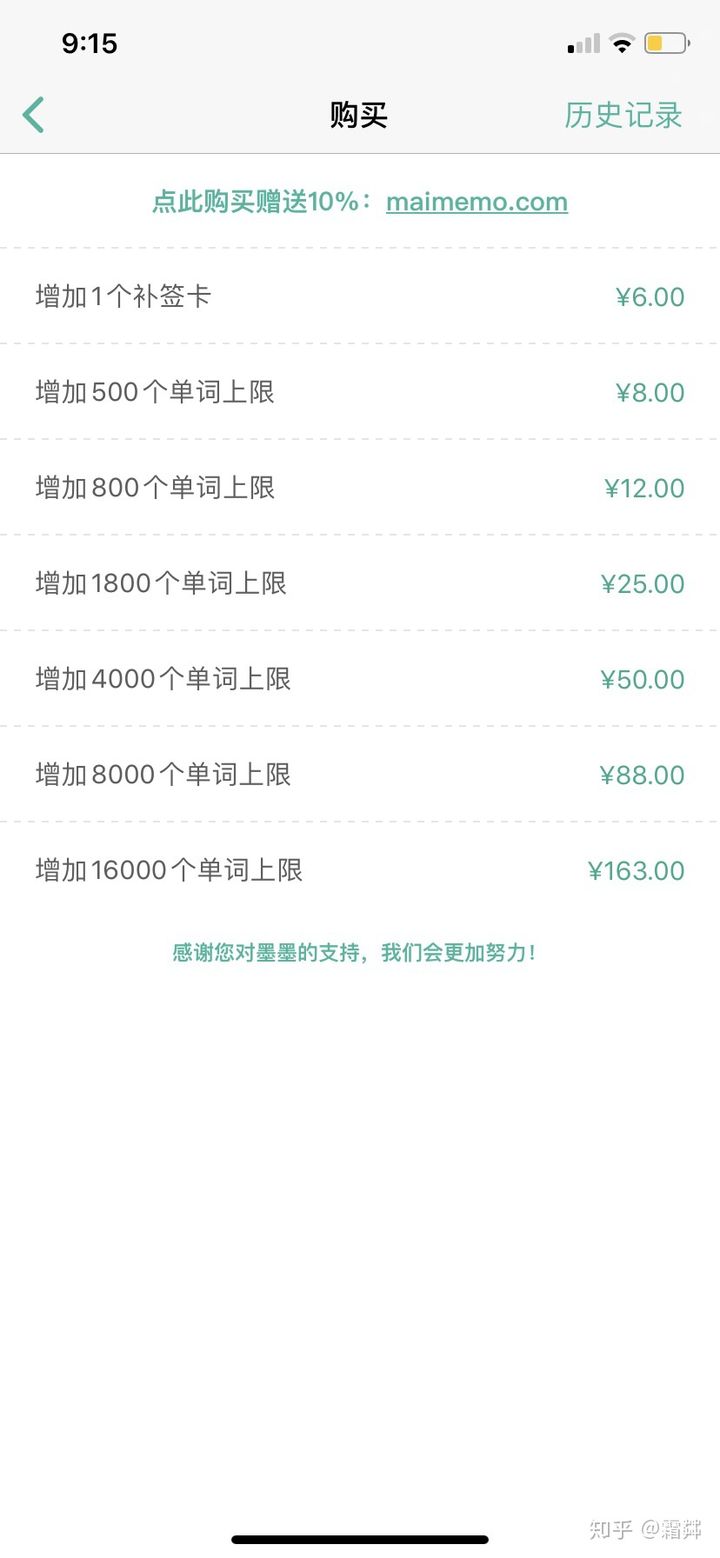 9:15
购买
历史记录
点此购买赠送10%：maimemo.com
增加1个补签卡 ¥6.00
增加500个单词上限 ¥8.00
增加800个单词上限 ¥12.00
增加1800个单词上限 ¥25.00
增加4000个单词上限 ¥50.00
增加8000个单词上限 ¥88.00
增加16000个单词上限 ¥163.00
感谢您对墨墨的支持，我们会更加努力！
知乎